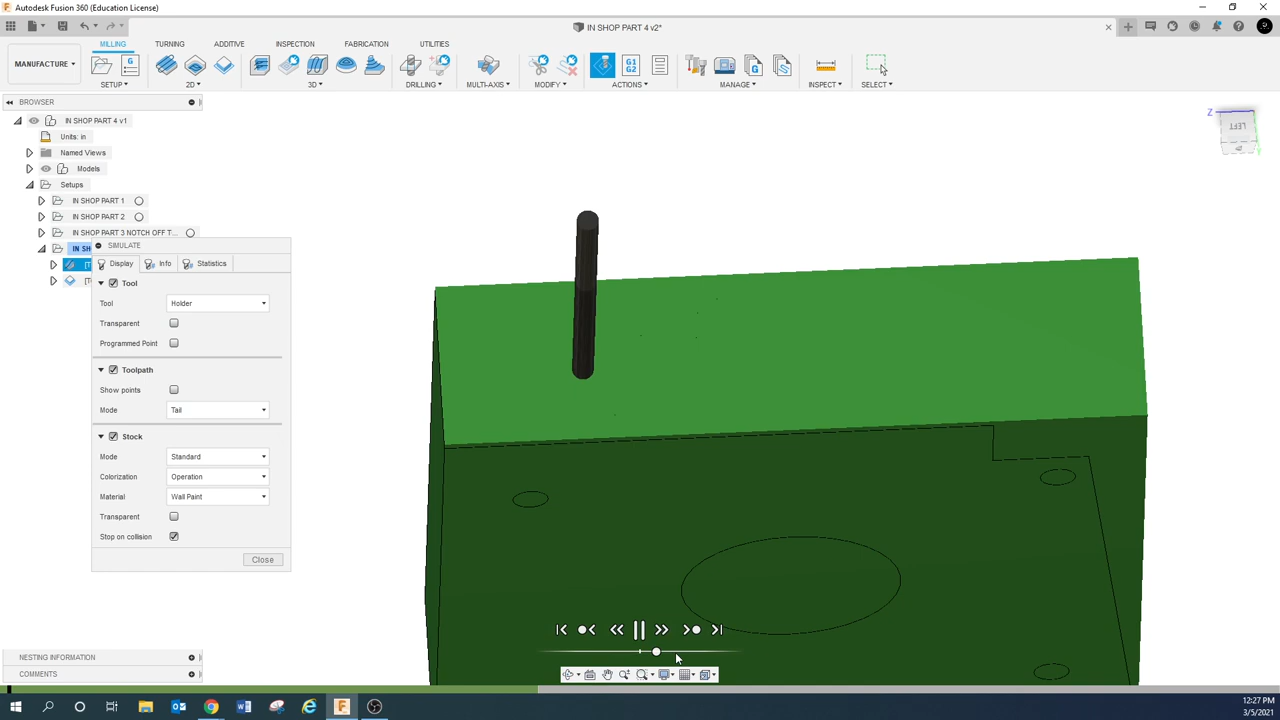 Autodesk Fusion 360 (Education License)
IN SHOP PART 4 v2*
MILLING TURNING ADDITIVE INSPECTION FABRICATION UTILITIES
MANUFACTURE
G1
G2
SETUP 2D 3D DRILLING MULTI-AXIS MODIFY ACTIONS MANAGE INSPECT SELECT
BROWSER
IN SHOP PART 4 v1
Units: in
Named Views
Models
Setups
IN SHOP PART 1
IN SHOP PART 2
IN SHOP PART 3 NOTCH OFF T...
IN SH
SIMULATE
Display Info Statistics
Tool
Tool Holder
Transparent
Programmed Point
Toolpath
Show points
Mode Tail
Stock
Mode Standard
Colorization Operation
Material Wall Paint
Transparent
Stop on collision
Close
Z
LEFT
NESTING INFORMATION
COMMENTS
12:27 PM
3/5/2021